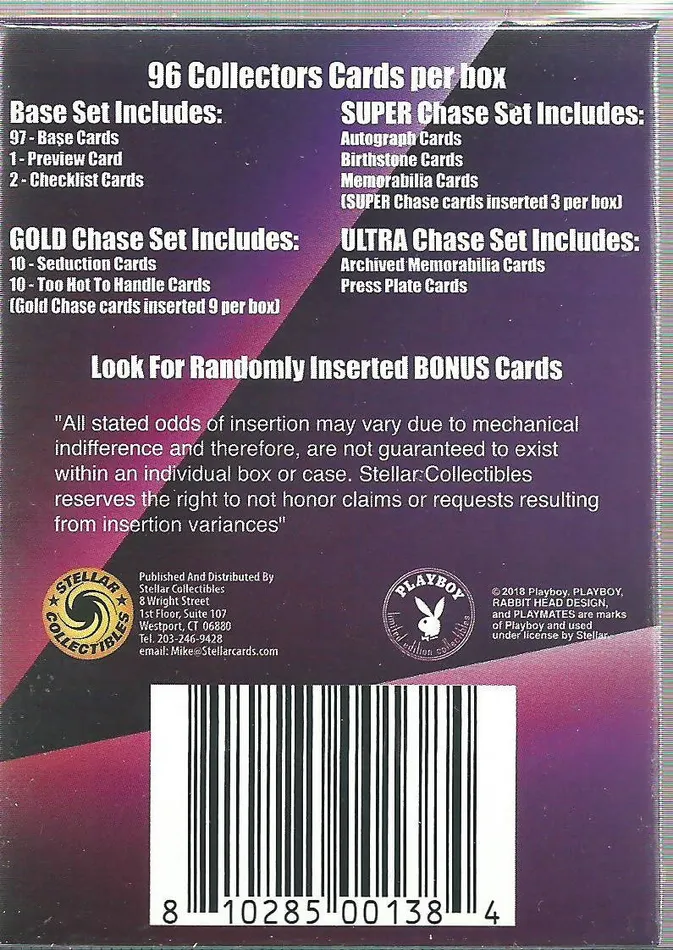 96 Collectors Cards per box
Base Set Includes:
97 - Base Cards
1 - Preview Card
2 - Checklist Cards
SUPER Chase Set Includes:
Autograph Cards
Birthstone Cards
Memorabilia Cards
(SUPER Chase cards inserted 3 per box)
GOLD Chase Set Includes:
10 - Seduction Cards
10 - Too Hot To Handle Cards
(Gold Chase cards inserted 9 per box)
ULTRA Chase Set Includes:
Archived Memorabilia Cards
Press Plate Cards
Look For Randomly Inserted BONUS Cards
"All stated odds of insertion may vary due to mechanical
indifference and therefore, are not guaranteed to exist
within an individual box or case. Stellar Collectibles
reserves the right to not honor claims or requests resulting
from insertion variances"
STELLAR
COLLECTIBLES
Published And Distributed By
Stellar Collectibles
8 Wright Street
1st Floor, Suite 107
Westport, CT 06880
Tel. 203-246-9428
email: Mike@Stellarcards.com
PLAYBOY
limited edition collectibles
© 2018 Playboy. PLAYBOY,
RABBIT HEAD DESIGN,
and PLAYMATES are marks
of Playboy and used
under license by Stellar.
8 10285 00138 4